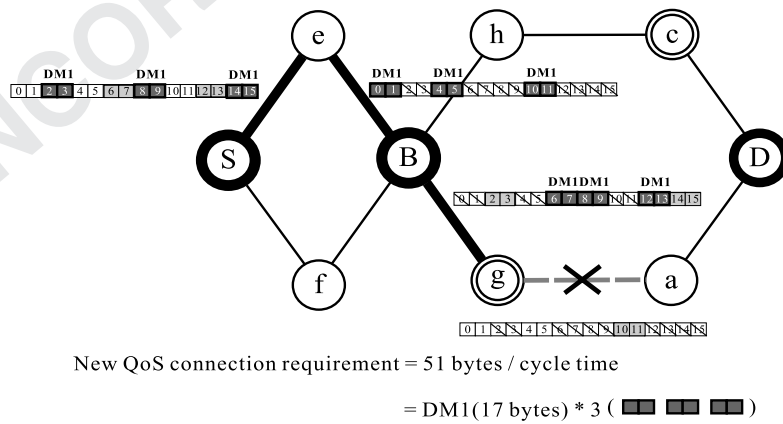 NCOR
e
h
c
DM1 DM1 DM1
0 1 2 3 4 5 6 7 8 9 10 11 12 13 14 15
DM1 DM1 DM1
0 1 2 3 4 5 6 7 8 9 10 11 12 13 14 15
S
B
D
DM1DM1 DM1
0 1 2 3 4 5 6 7 8 9 10 11 12 13 14 15
f
g
a
0 1 2 3 4 5 6 7 8 9 10 11 12 13 14 15
New QoS connection requirement = 51 bytes / cycle time
= DM1(17 bytes) * 3 ( )